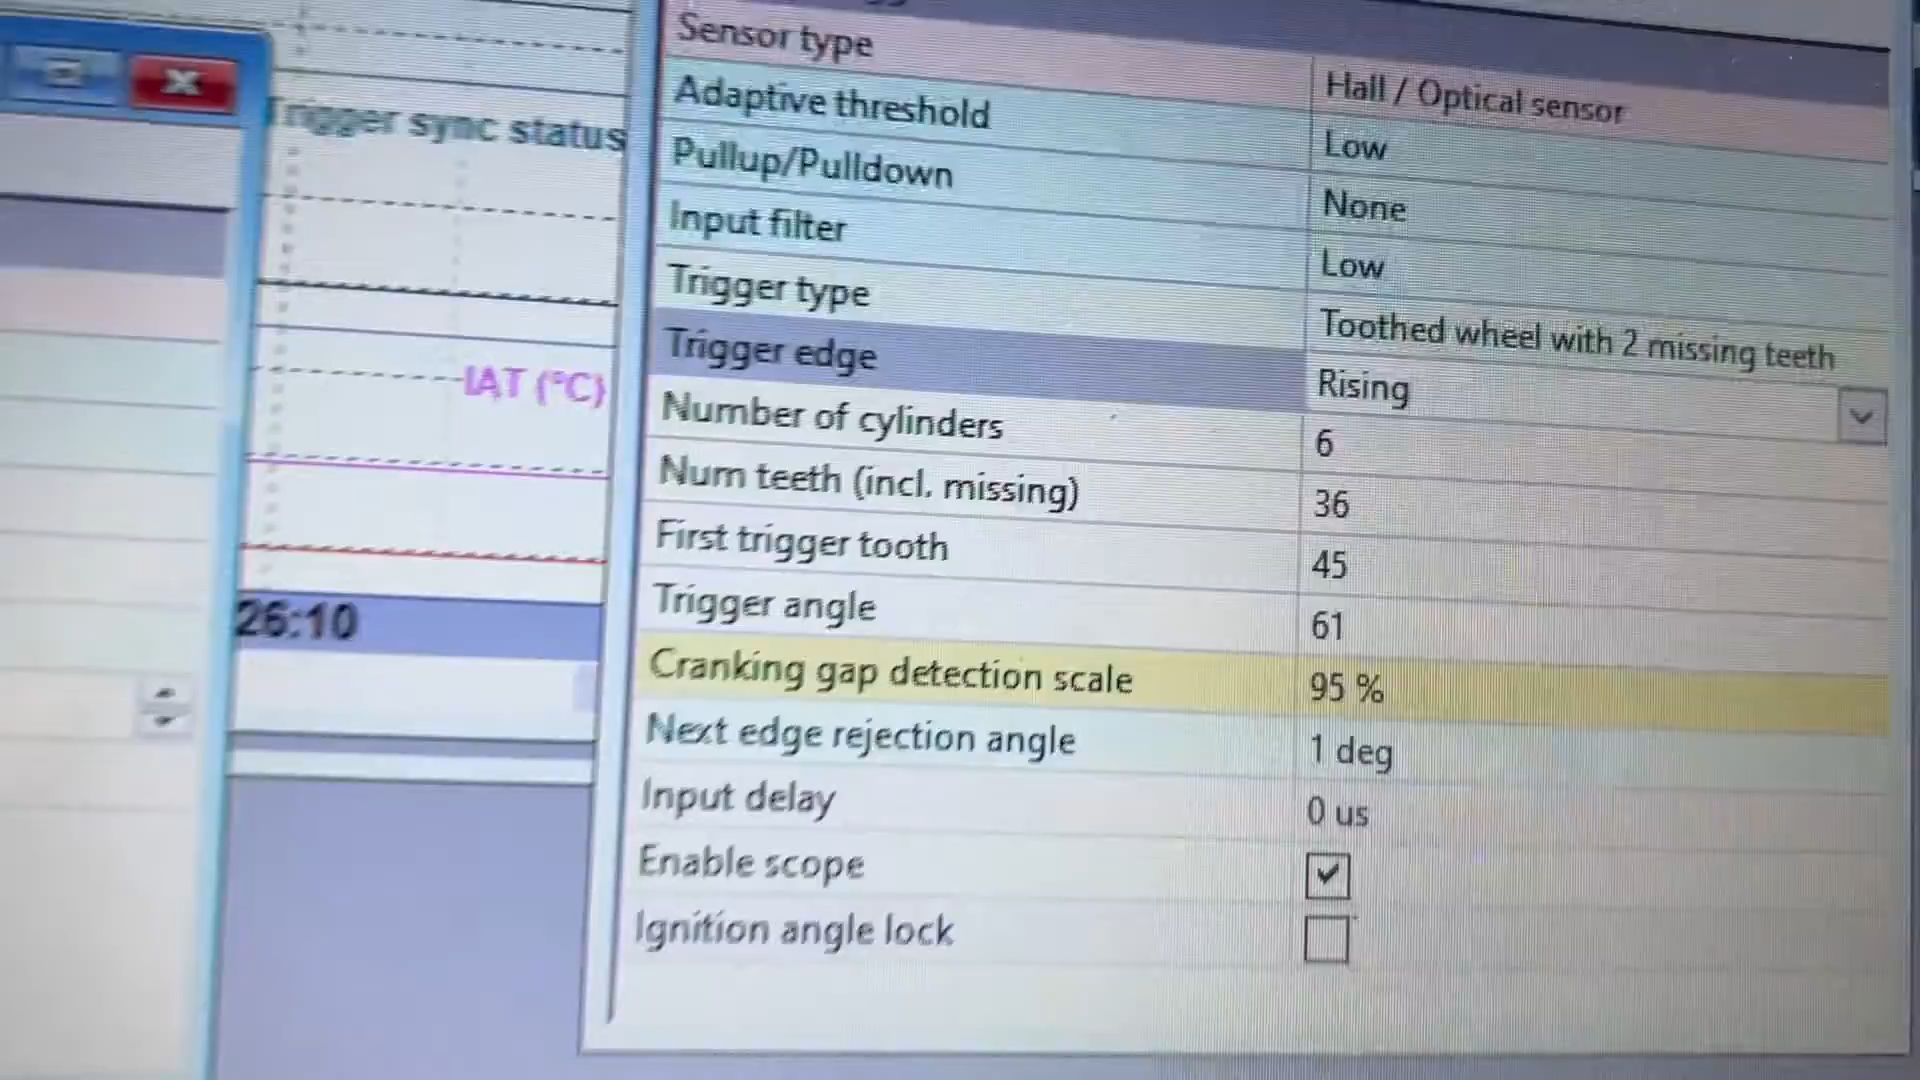 Sensor type Hall / Optical sensor
Adaptive threshold Low
Pullup/Pulldown None
Input filter Low
Trigger type Toothed wheel with 2 missing teeth
Trigger edge Rising
Number of cylinders 6
Num teeth (incl. missing) 36
First trigger tooth 45
Trigger angle 61
Cranking gap detection scale 95 %
Next edge rejection angle 1 deg
Input delay 0 us
Enable scope
Ignition angle lock
Trigger sync status
IAT (°C)
26:10